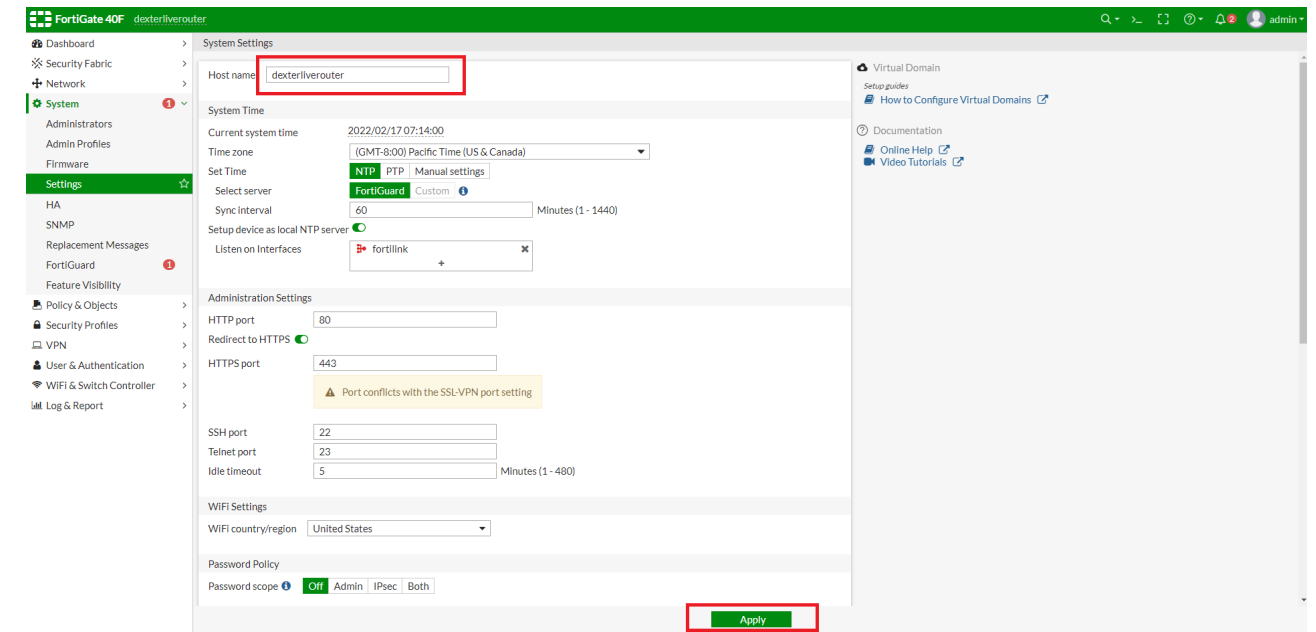 FortiGate 40F dexterliverouter
2 admin
Dashboard
Security Fabric
Network
System 1
Administrators
Admin Profiles
Firmware
Settings
HA
SNMP
Replacement Messages
FortiGuard 1
Feature Visibility
Policy & Objects
Security Profiles
VPN
User & Authentication
WiFi & Switch Controller
Log & Report
System Settings
Host name dexterliverouter
System Time
Current system time 2022/02/17 07:14:00
Time zone (GMT-8:00) Pacific Time (US & Canada)
Set Time NTP PTP Manual settings
Select server FortiGuard Custom
Sync interval 60 Minutes (1 - 1440)
Setup device as local NTP server
Listen on Interfaces fortilink
Administration Settings
HTTP port 80
Redirect to HTTPS
HTTPS port 443
Port conflicts with the SSL-VPN port setting
SSH port 22
Telnet port 23
Idle timeout 5 Minutes (1 - 480)
WiFi Settings
WiFi country/region United States
Password Policy
Password scope Off Admin IPsec Both
Apply
Virtual Domain
Setup guides
How to Configure Virtual Domains
Documentation
Online Help
Video Tutorials